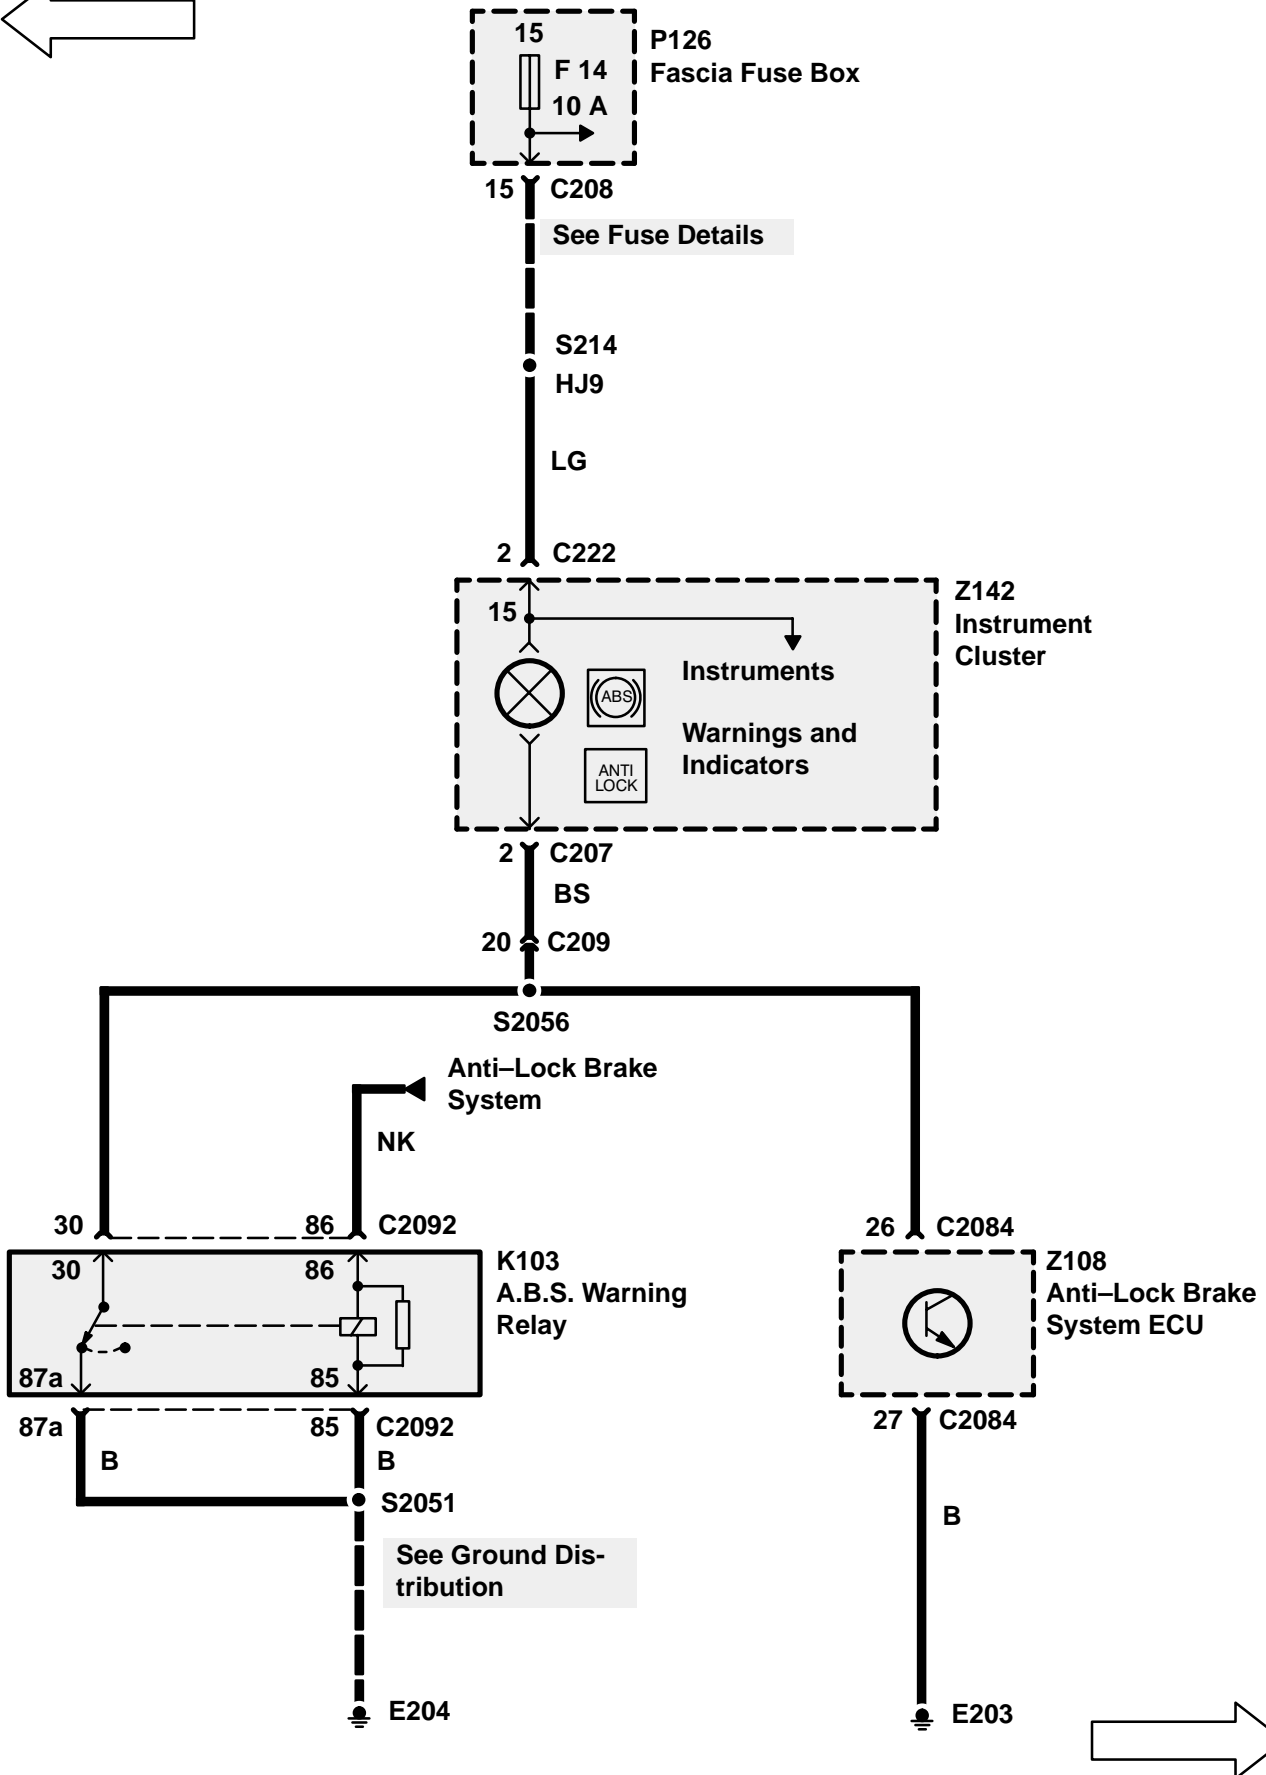 15
F 14
10 A
P126
Fascia Fuse Box
15 C208
See Fuse Details
S214
HJ9
LG
2 C222
15
Z142
Instrument
Cluster
Instruments
ABS
Warnings and
Indicators
ANTI
LOCK
2 C207
BS
20 C209
S2056
Anti–Lock Brake
System
NK
30 86 C2092
26 C2084
30 86
K103
A.B.S. Warning
Relay
Z108
Anti–Lock Brake
System ECU
87a 85
87a 85 C2092
27 C2084
B B
S2051
B
See Ground Dis-
tribution
E204
E203